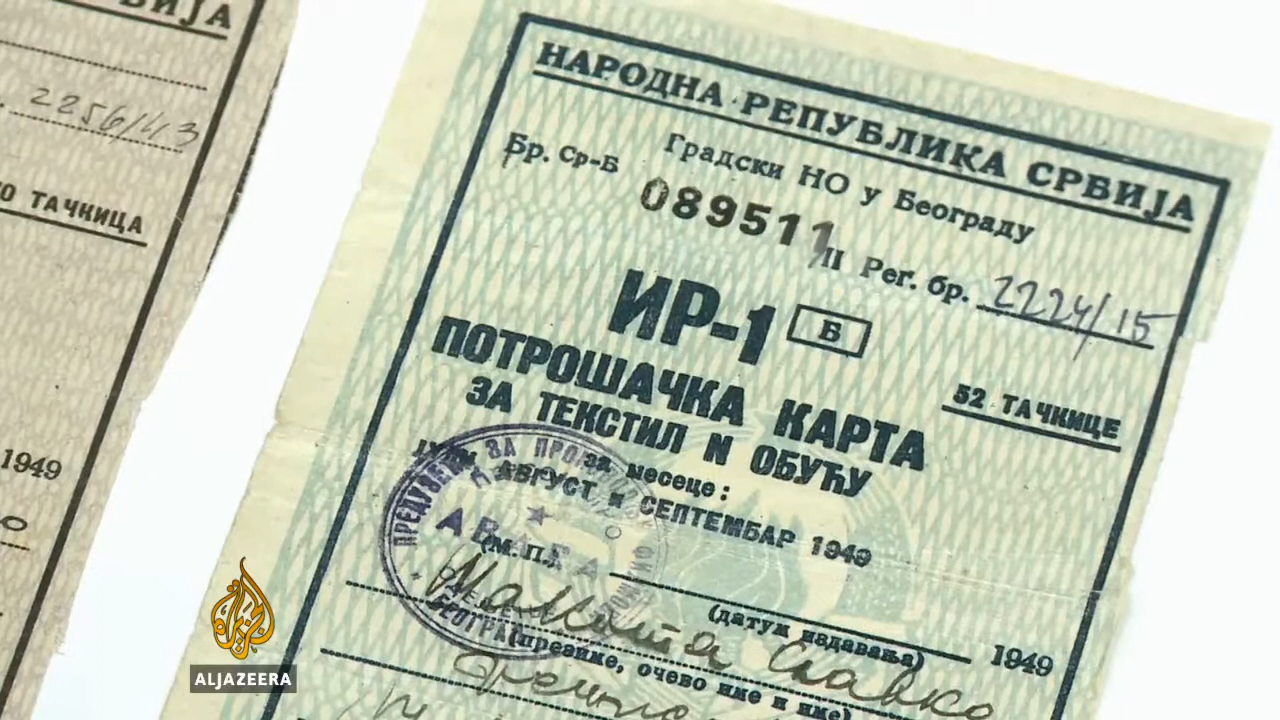 ВИЈА
2256/43
О ТАЧКИЦА
1949
НАРОДНА РЕПУБЛИКА СРБИЈА
Градски НО у Београду
Бр. Ср-Б 089511
II Рег. бр. 2224/15
ИР-1 Б
52 ТАЧКИЦЕ
ПОТРОШАЧКА КАРТА
ЗА ТЕКСТИЛ И ОБУЋУ
за месеце:
АВГУСТ и СЕПТЕМБАР 1949
(М.П.)
(датум издавања)
1949
(презиме, очево име и име)
ALJAZEERA